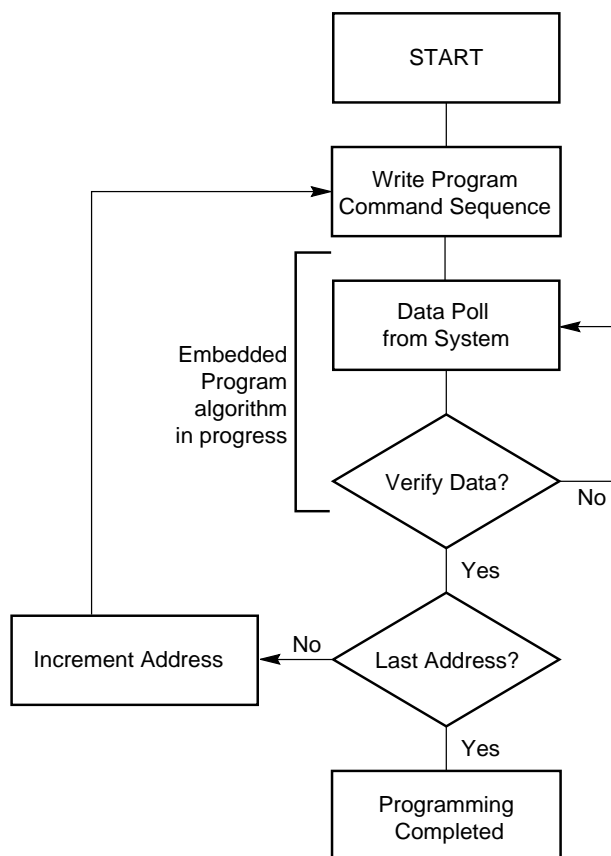 START
Write Program
Command Sequence
Data Poll
from System
Embedded
Program
algorithm
in progress
Verify Data?
No
Yes
Increment Address
No
Last Address?
Yes
Programming
Completed